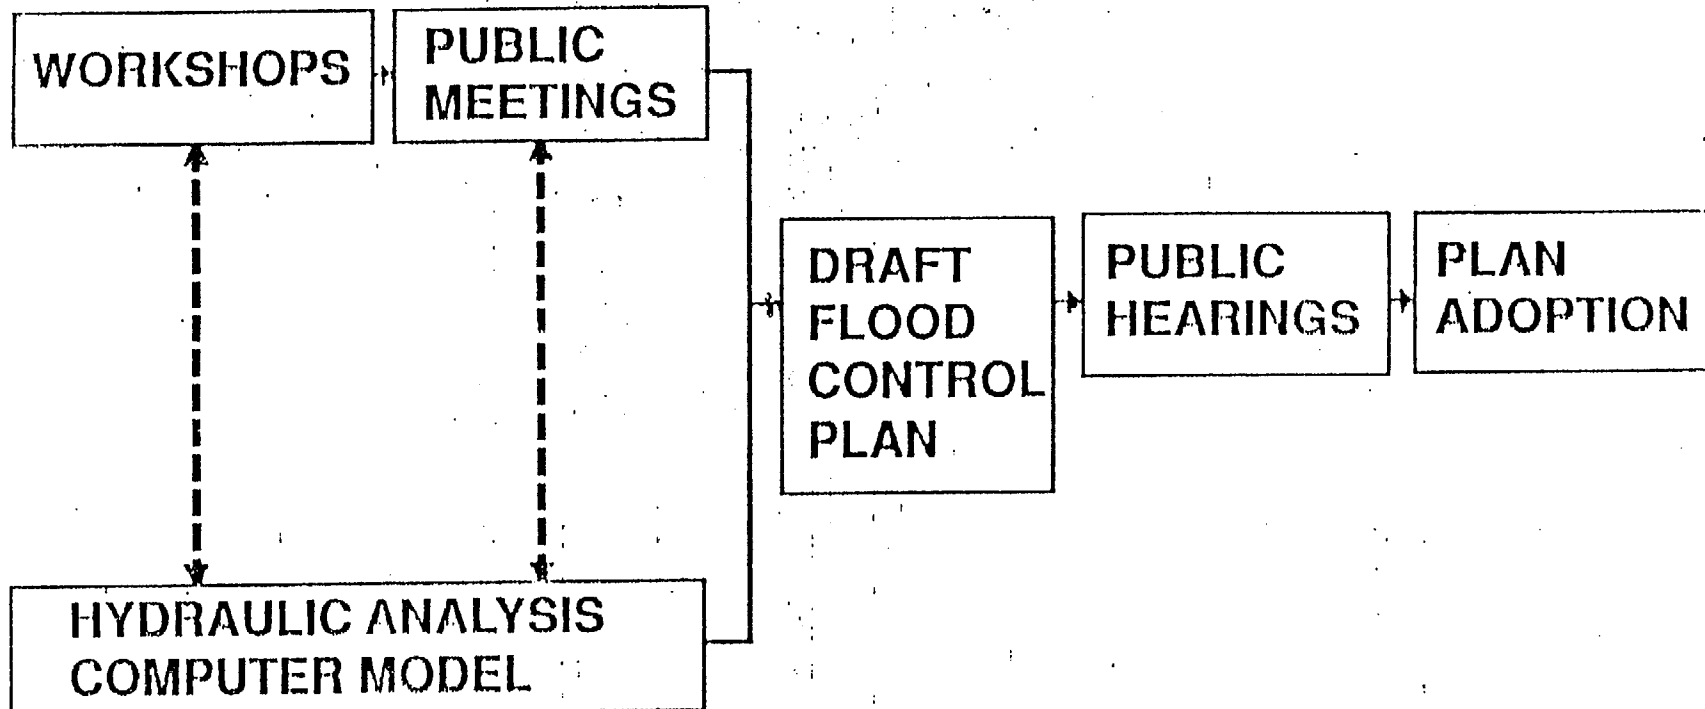 WORKSHOPS
PUBLIC
MEETINGS
DRAFT
FLOOD
CONTROL
PLAN
PUBLIC
HEARINGS
PLAN
ADOPTION
HYDRAULIC ANALYSIS
COMPUTER MODEL